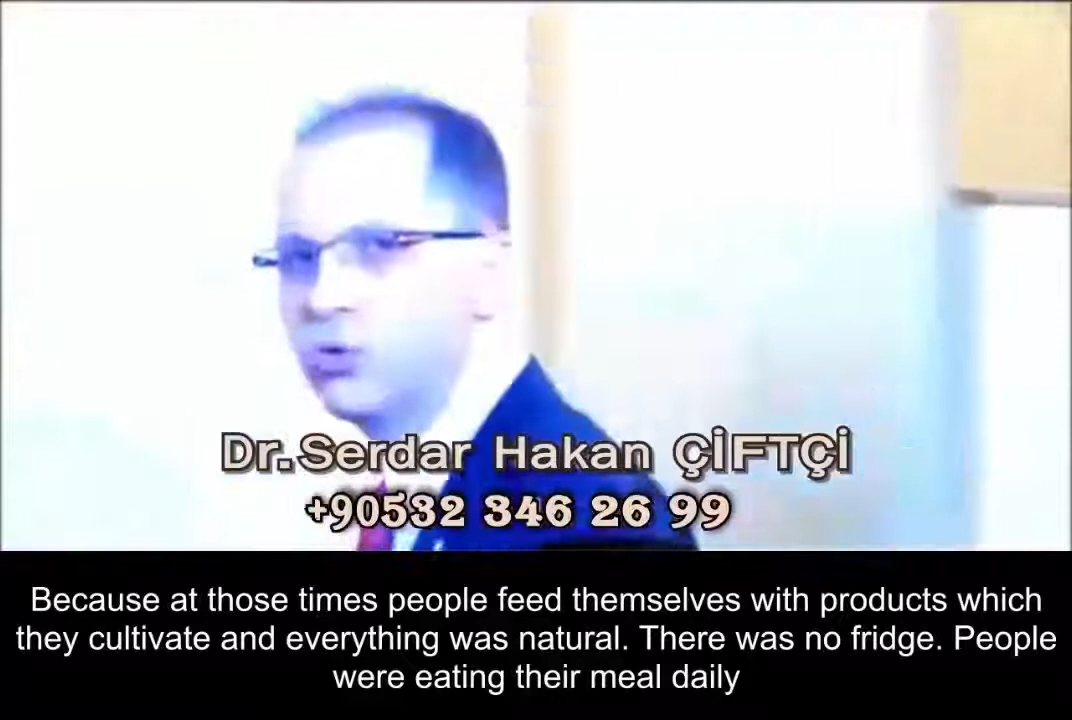 Dr.Serdar Hakan ÇİFTÇİ
+90532 346 26 99
Because at those times people feed themselves with products which
they cultivate and everything was natural. There was no fridge. People
were eating their meal daily